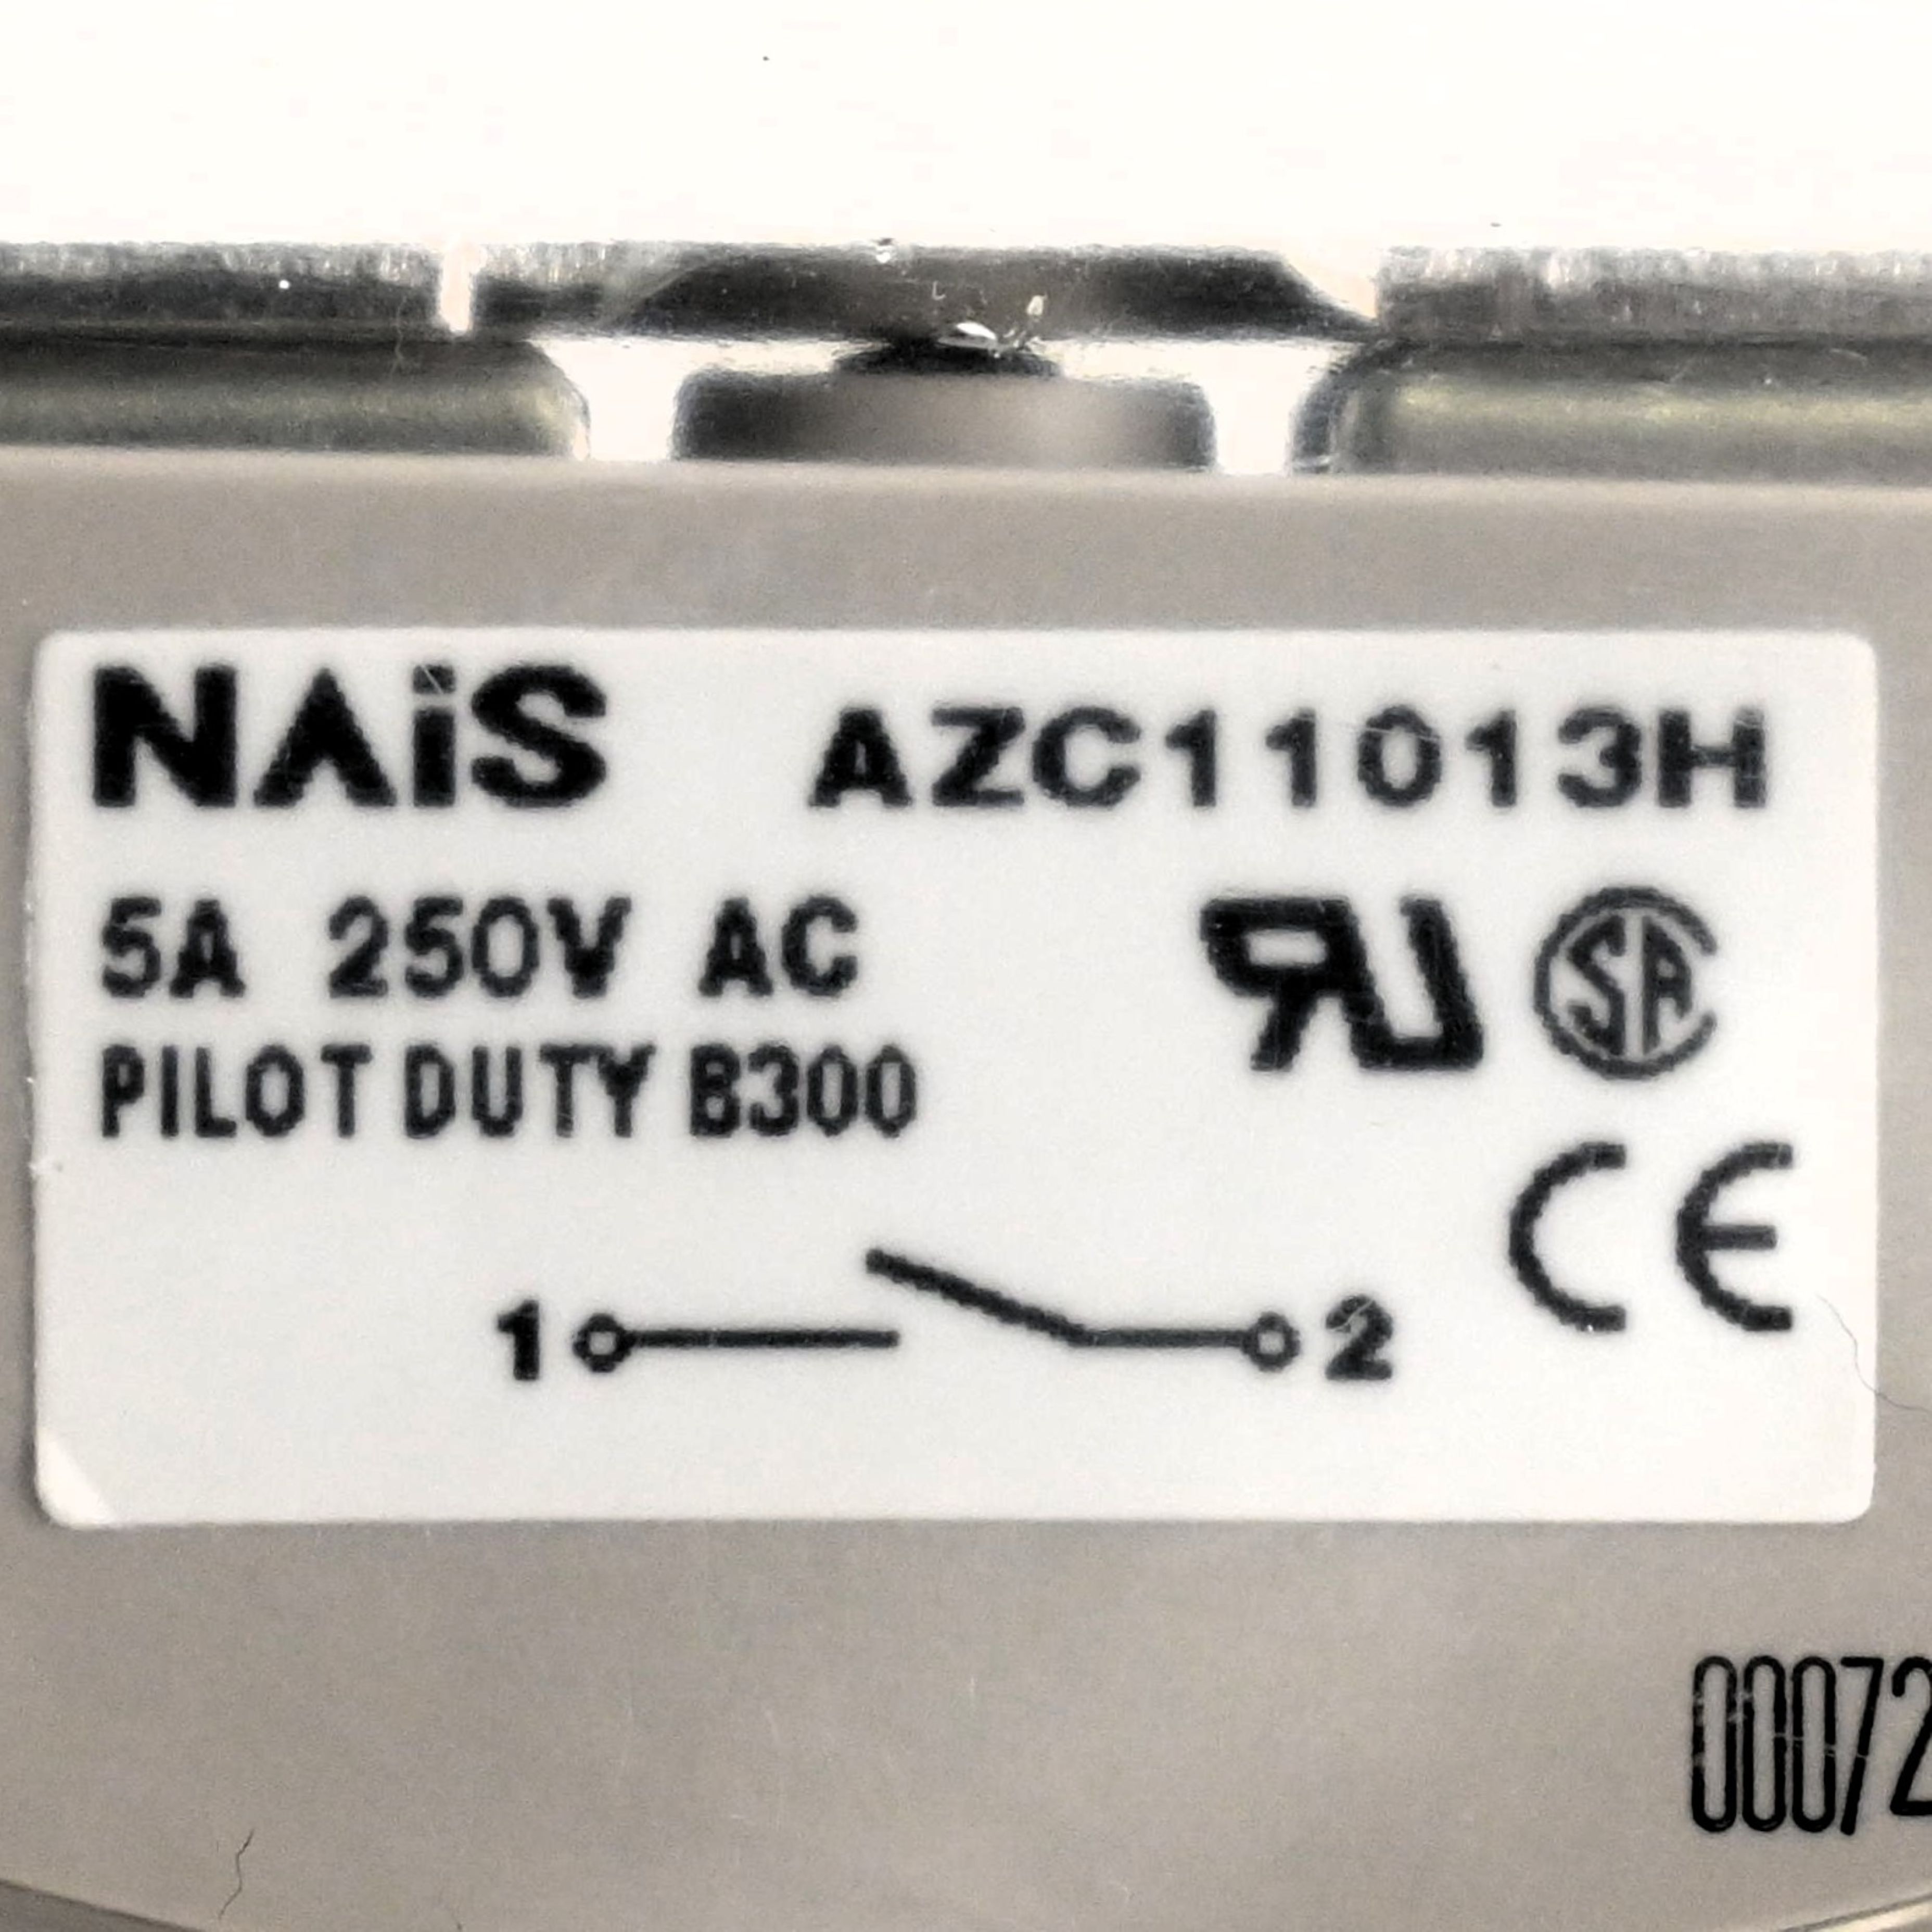 NAiS AZC11013H
5A 250V AC
PILOT DUTY B300
1 2
00072